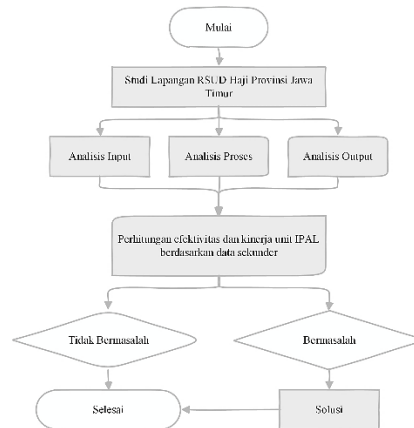 Mulai
Studi Lapangan RSUD Haji Provinsi Jawa
Timur
Analisis Input
Analisis Proses
Analisis Output
Perhitungan efektivitas dan kinerja unit IPAL
berdasarkan data sekunder
Tidak Bermasalah
Bermasalah
Selesai
Solusi